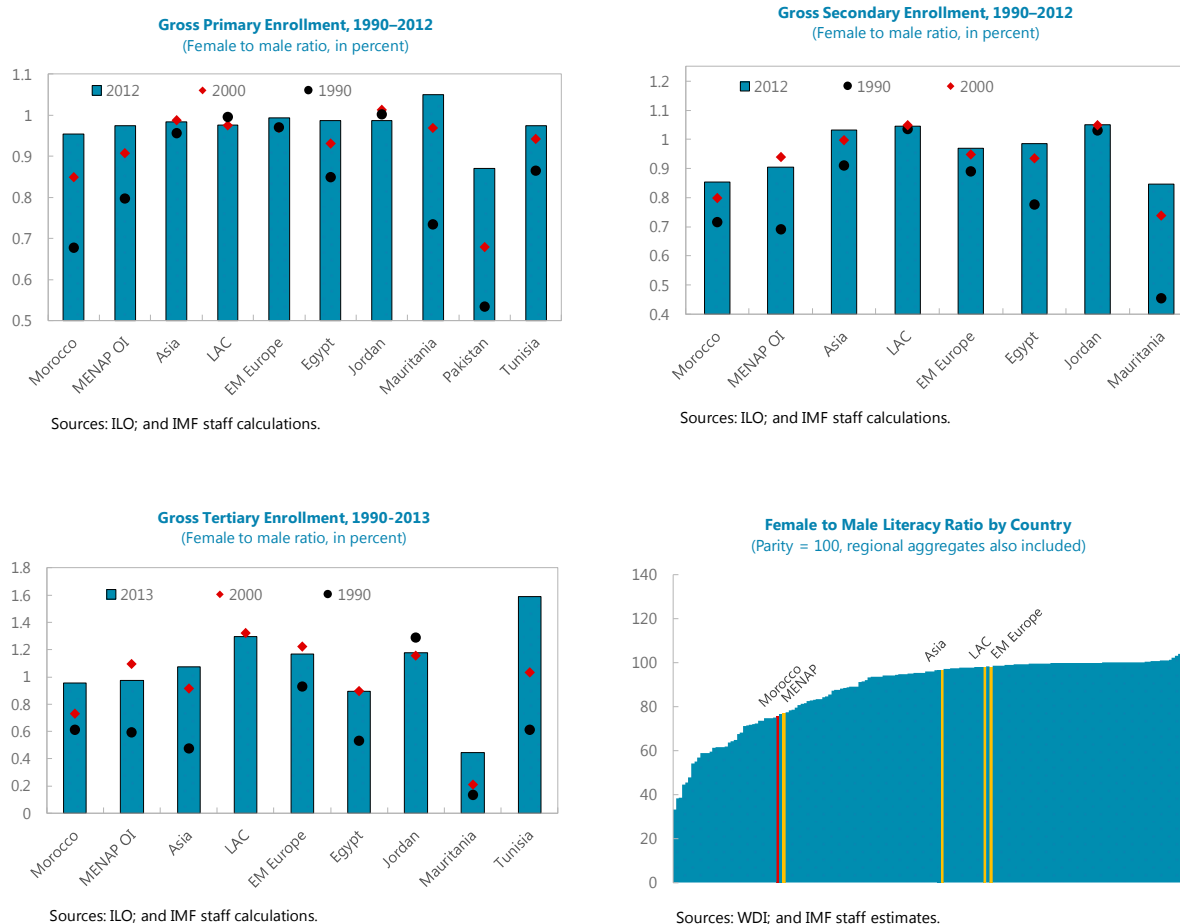 Gross Primary Enrollment, 1990–2012
(Female to male ratio, in percent)
2012
2000
1990
1.1
1
0.9
0.8
0.7
0.6
0.5
Morocco
MENAP OI
Asia
LAC
EM Europe
Egypt
Jordan
Mauritania
Pakistan
Tunisia
Sources: ILO; and IMF staff calculations.
Gross Secondary Enrollment, 1990–2012
(Female to male ratio, in percent)
2012
1990
2000
1.2
1.1
1
0.9
0.8
0.7
0.6
0.5
0.4
Morocco
MENAP OI
Asia
LAC
EM Europe
Egypt
Jordan
Mauritania
Sources: ILO; and IMF staff calculations.
Gross Tertiary Enrollment, 1990-2013
(Female to male ratio, in percent)
2013
2000
1990
1.8
1.6
1.4
1.2
1
0.8
0.6
0.4
0.2
0
Morocco
MENAP OI
Asia
LAC
EM Europe
Egypt
Jordan
Mauritania
Tunisia
Sources: ILO; and IMF staff calculations.
Female to Male Literacy Ratio by Country
(Parity = 100, regional aggregates also included)
140
120
100
80
60
40
20
0
Morocco
MENAP
Asia
LAC
EM Europe
Sources: WDI; and IMF staff estimates.